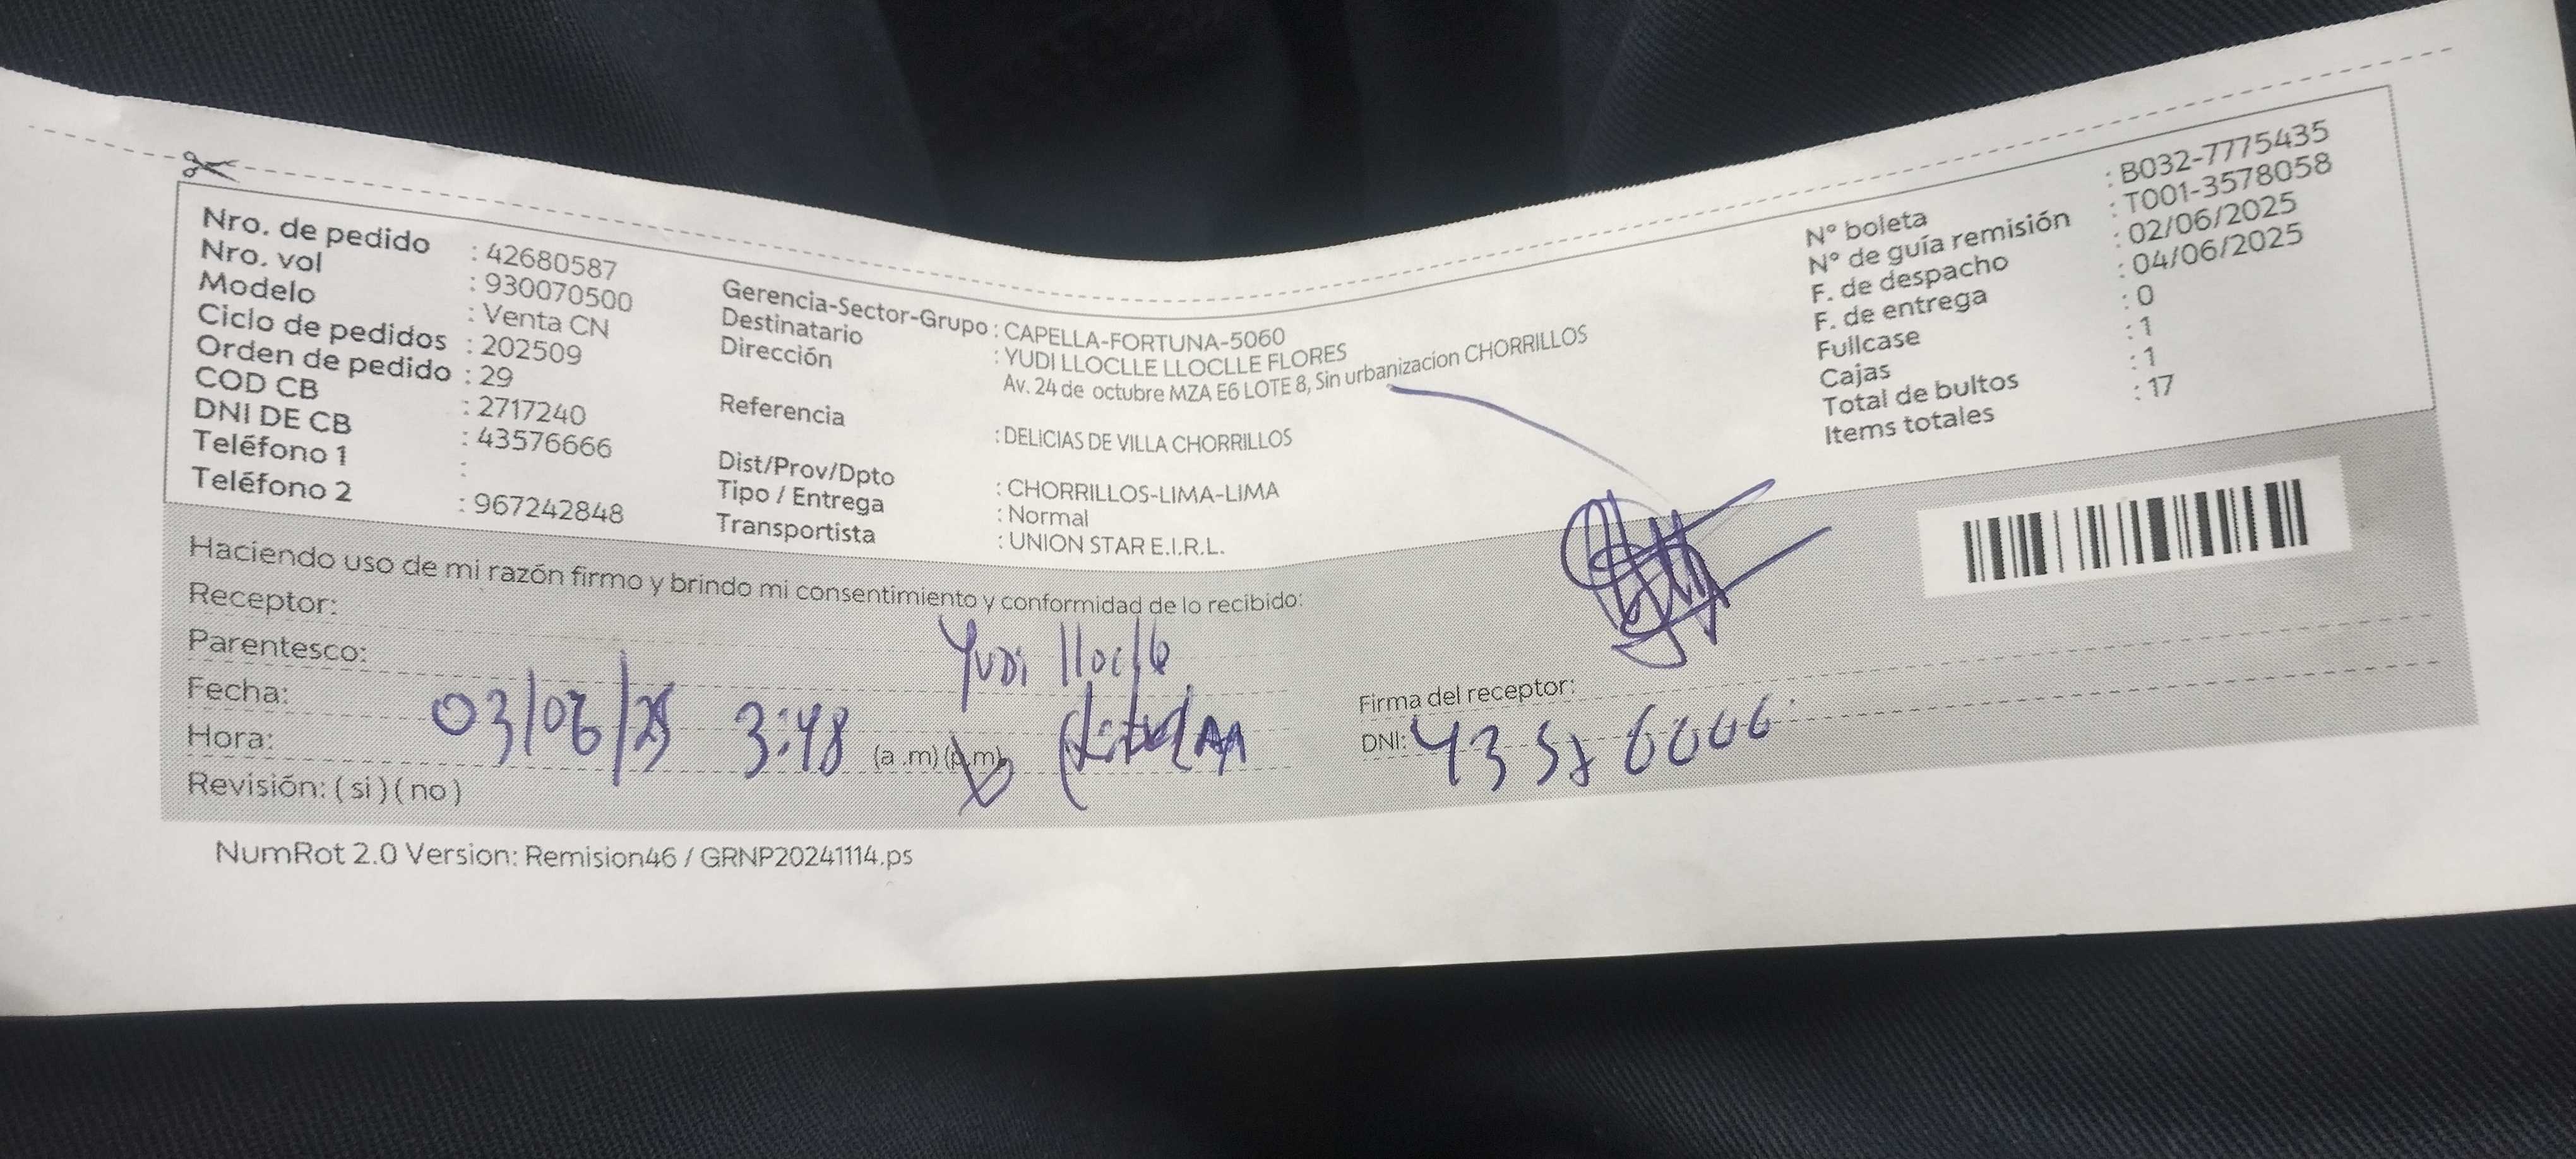 Nro. de pedido : 42680587
Nro. vol : 930070500
Modelo : Venta CN
Ciclo de pedidos : 202509
Orden de pedido : 29
COD CB : 2717240
DNI DE CB : 43576666
Teléfono 1 :
Teléfono 2 : 967242848
Gerencia-Sector-Grupo : CAPELLA-FORTUNA-5060
Destinatario : YUDI LLOCLLE LLOCLLE FLORES
Dirección Av. 24 de octubre MZA E6 LOTE 8, Sin urbanizacion CHORRILLOS
Referencia : DELICIAS DE VILLA CHORRILLOS
Dist/Prov/Dpto : CHORRILLOS-LIMA-LIMA
Tipo / Entrega : Normal
Transportista : UNION STAR E.I.R.L.
N° boleta : B032-7775435
N° de guía remisión : T001-3578058
F. de despacho : 02/06/2025
F. de entrega : 04/06/2025
Fullcase : 0
Cajas : 1
Total de bultos : 1
Items totales : 17
Haciendo uso de mi razón firmo y brindo mi consentimiento y conformidad de lo recibido:
Receptor: Yudi lloclle
Parentesco:
Fecha: 03/06/25
Hora: 3:48 (a.m) (p.m)
Revisión: (si) (no)
Firma del receptor:
DNI: 43576666
NumRot 2.0 Version: Remision46 / GRNP20241114.ps